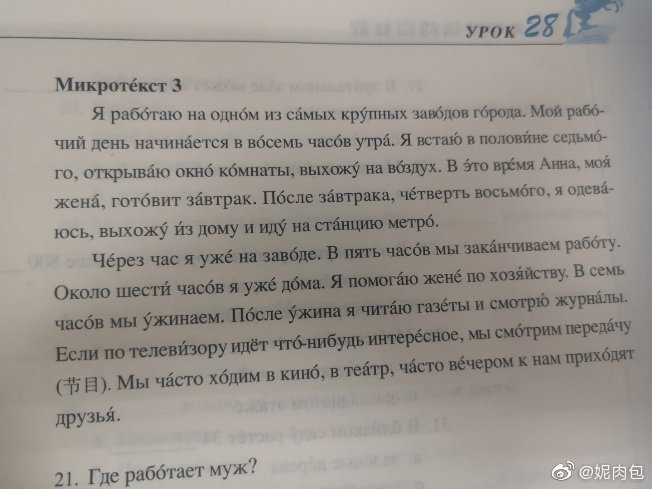 УРОК 28
Микроте́кст 3
Я рабо́таю на одно́м из са́мых кру́пных заво́дов го́рода. Мой рабо́-
чий день начина́ется в во́семь часо́в утра́. Я встаю́ в полови́не седьмо́-
го, открыва́ю окно́ ко́мнаты, выхожу́ на во́здух. В э́то вре́мя Анна, моя́
жена́, гото́вит за́втрак. По́сле за́втрака, че́тверть восьмо́го, я одева́-
юсь, выхожу́ и́з дому и иду́ на ста́нцию метро́.
Че́рез час я уже́ на заво́де. В пять часо́в мы зака́нчиваем рабо́ту.
Около шести́ часо́в я уже́ до́ма. Я помога́ю жене́ по хозя́йству. В семь
часо́в мы у́жинаем. По́сле у́жина я чита́ю газе́ты и смотрю́ журна́лы.
Если по телеви́зору идёт что́-нибудь интере́сное, мы смо́трим переда́чу
(节目). Мы ча́сто хо́дим в кино́, в теа́тр, ча́сто ве́чером к нам прихо́дят
друзья́.
21. Где рабо́тает муж?
@妮肉包